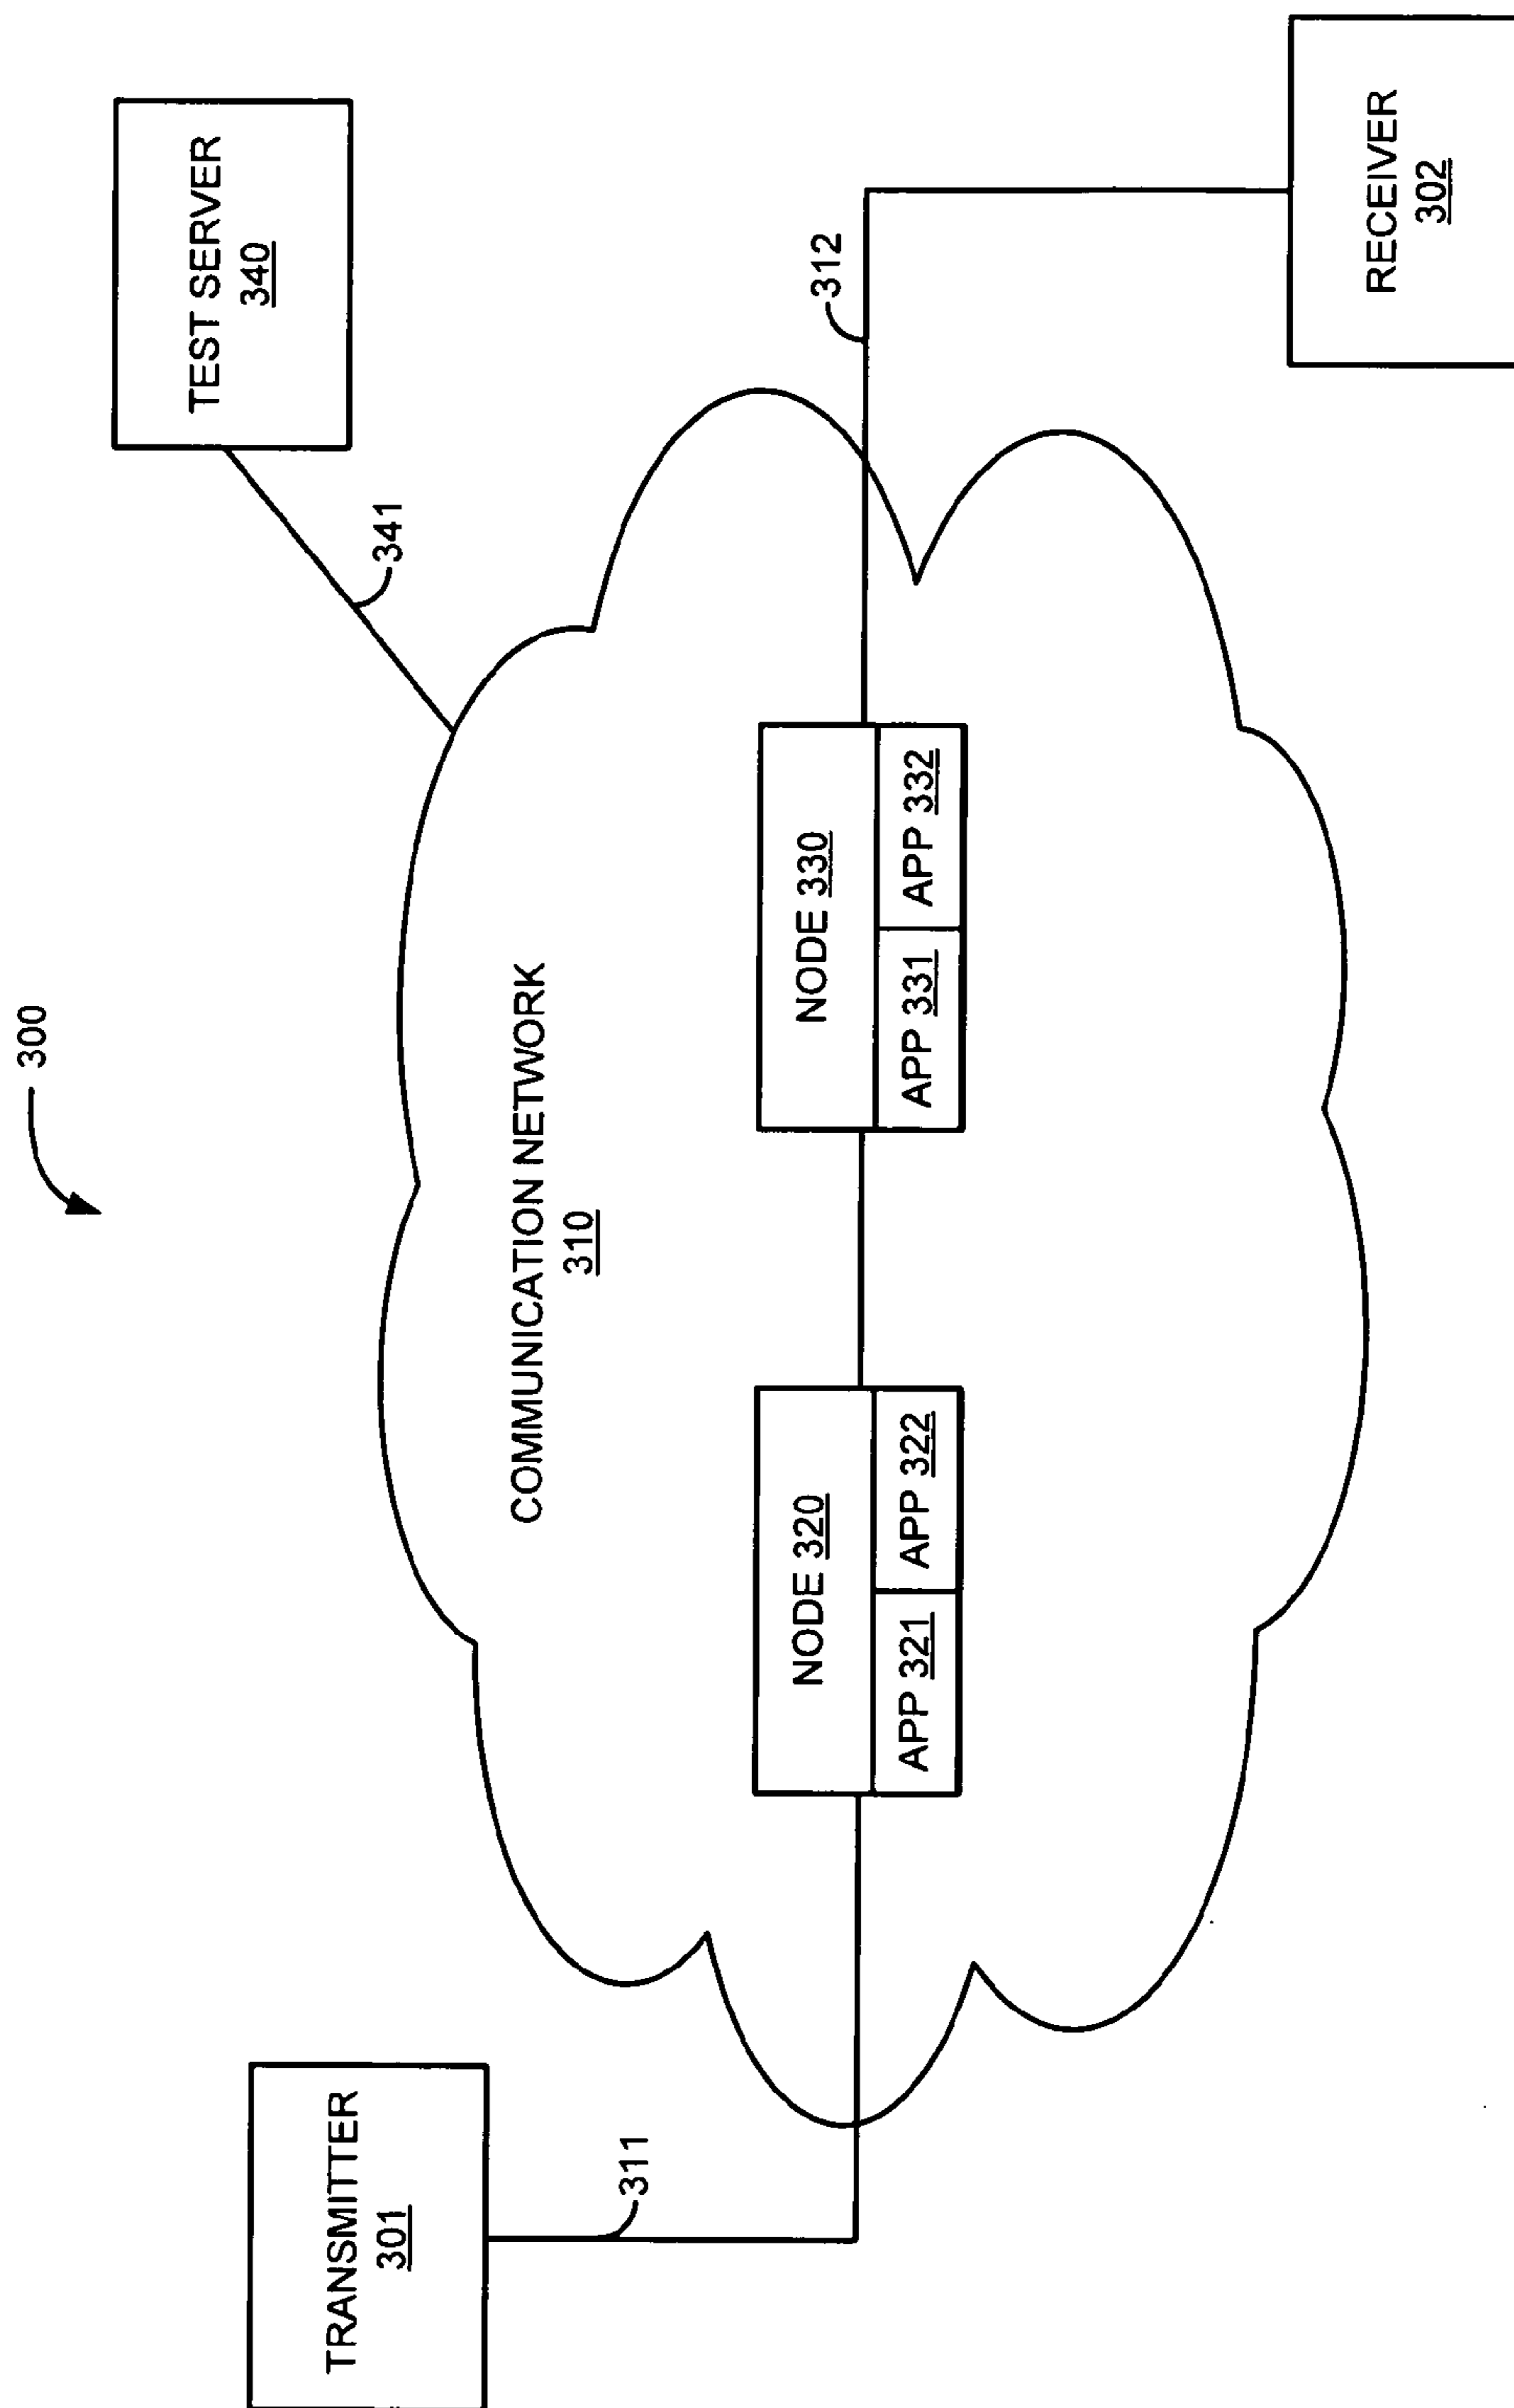 300
TEST SERVER
340
341
COMMUNICATION NETWORK
310
312
TRANSMITTER
301
311
NODE 320
APP 321
APP 322
NODE 330
APP 331
APP 332
RECEIVER
302